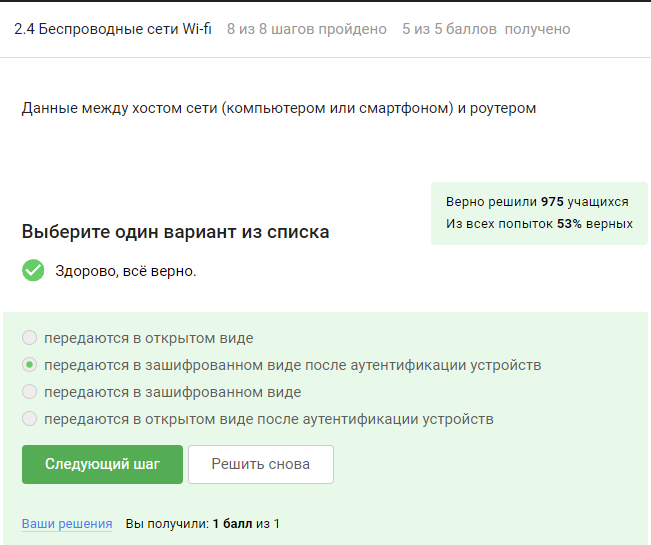 2.4 Беспроводные сети Wi-fi 8 из 8 шагов пройдено 5 из 5 баллов получено
Данные между хостом сети (компьютером или смартфоном) и роутером
Верно решили 975 учащихся
Из всех попыток 53% верных
Выберите один вариант из списка
Здорово, всё верно.
передаются в открытом виде
передаются в зашифрованном виде после аутентификации устройств
передаются в зашифрованном виде
передаются в открытом виде после аутентификации устройств
Следующий шаг Решить снова
Ваши решения Вы получили: 1 балл из 1